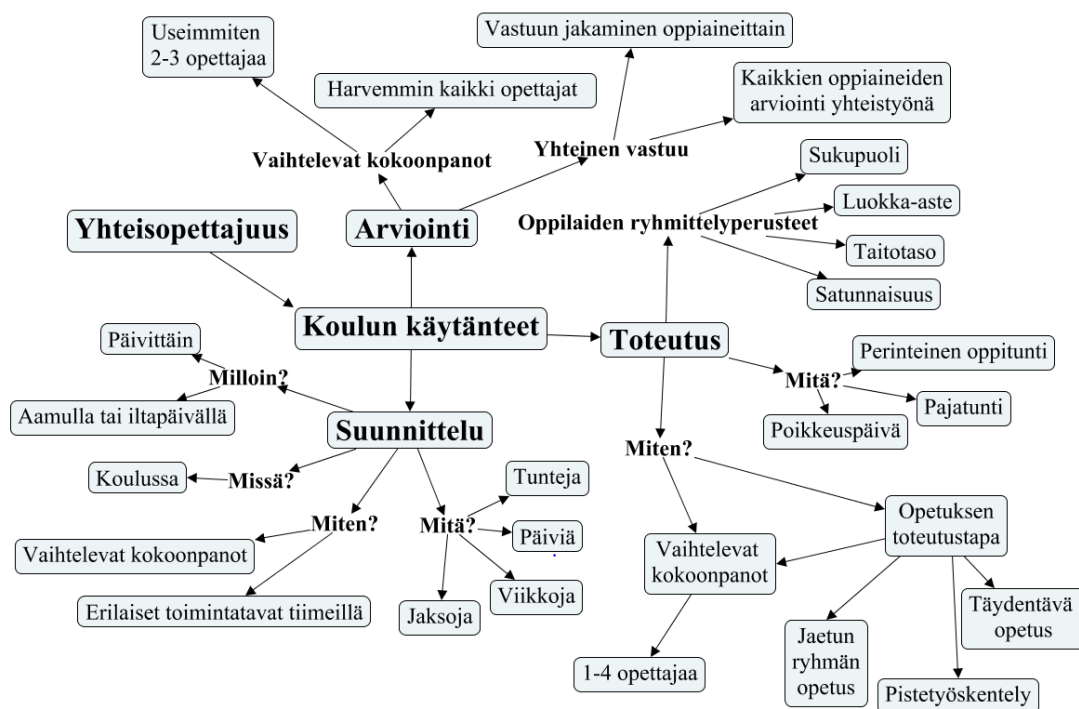 Useimmiten
2-3 opettajaa
Vastuun jakaminen oppiaineittain
Harvemmin kaikki opettajat
Kaikkien oppiaineiden
arviointi yhteistyönä
Vaihtelevat kokoonpanot
Yhteinen vastuu
Sukupuoli
Luokka-aste
Oppilaiden ryhmittelyperusteet
Taitotaso
Satunnaisuus
Yhteisopettajuus
Arviointi
Koulun käytänteet
Toteutus
Päivittäin
Milloin?
Aamulla tai iltapäivällä
Suunnittelu
Koulussa
Missä?
Miten?
Vaihtelevat kokoonpanot
Erilaiset toimintatavat tiimeillä
Mitä?
Tunteja
Päiviä
Viikkoja
Jaksoja
Perinteinen oppitunti
Mitä?
Pajatunti
Poikkeuspäivä
Miten?
Opetuksen
toteutustapa
Vaihtelevat
kokoonpanot
1-4 opettajaa
Jaetun
ryhmän
opetus
Täydentävä
opetus
Pistetyöskentely